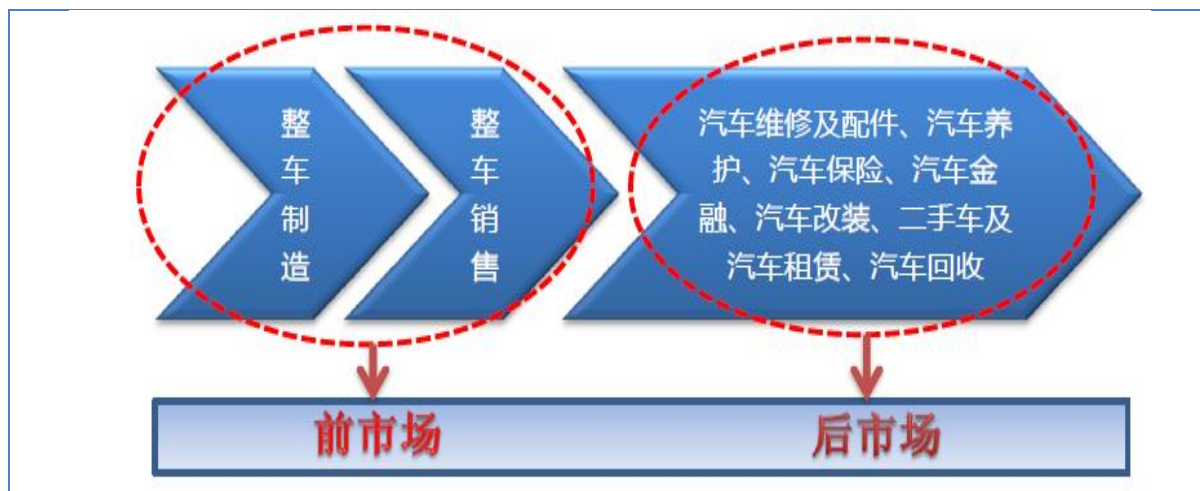 整车制造
整车销售
汽车维修及配件、汽车养
护、汽车保险、汽车金
融、汽车改装、二手车及
汽车租赁、汽车回收
前市场
后市场